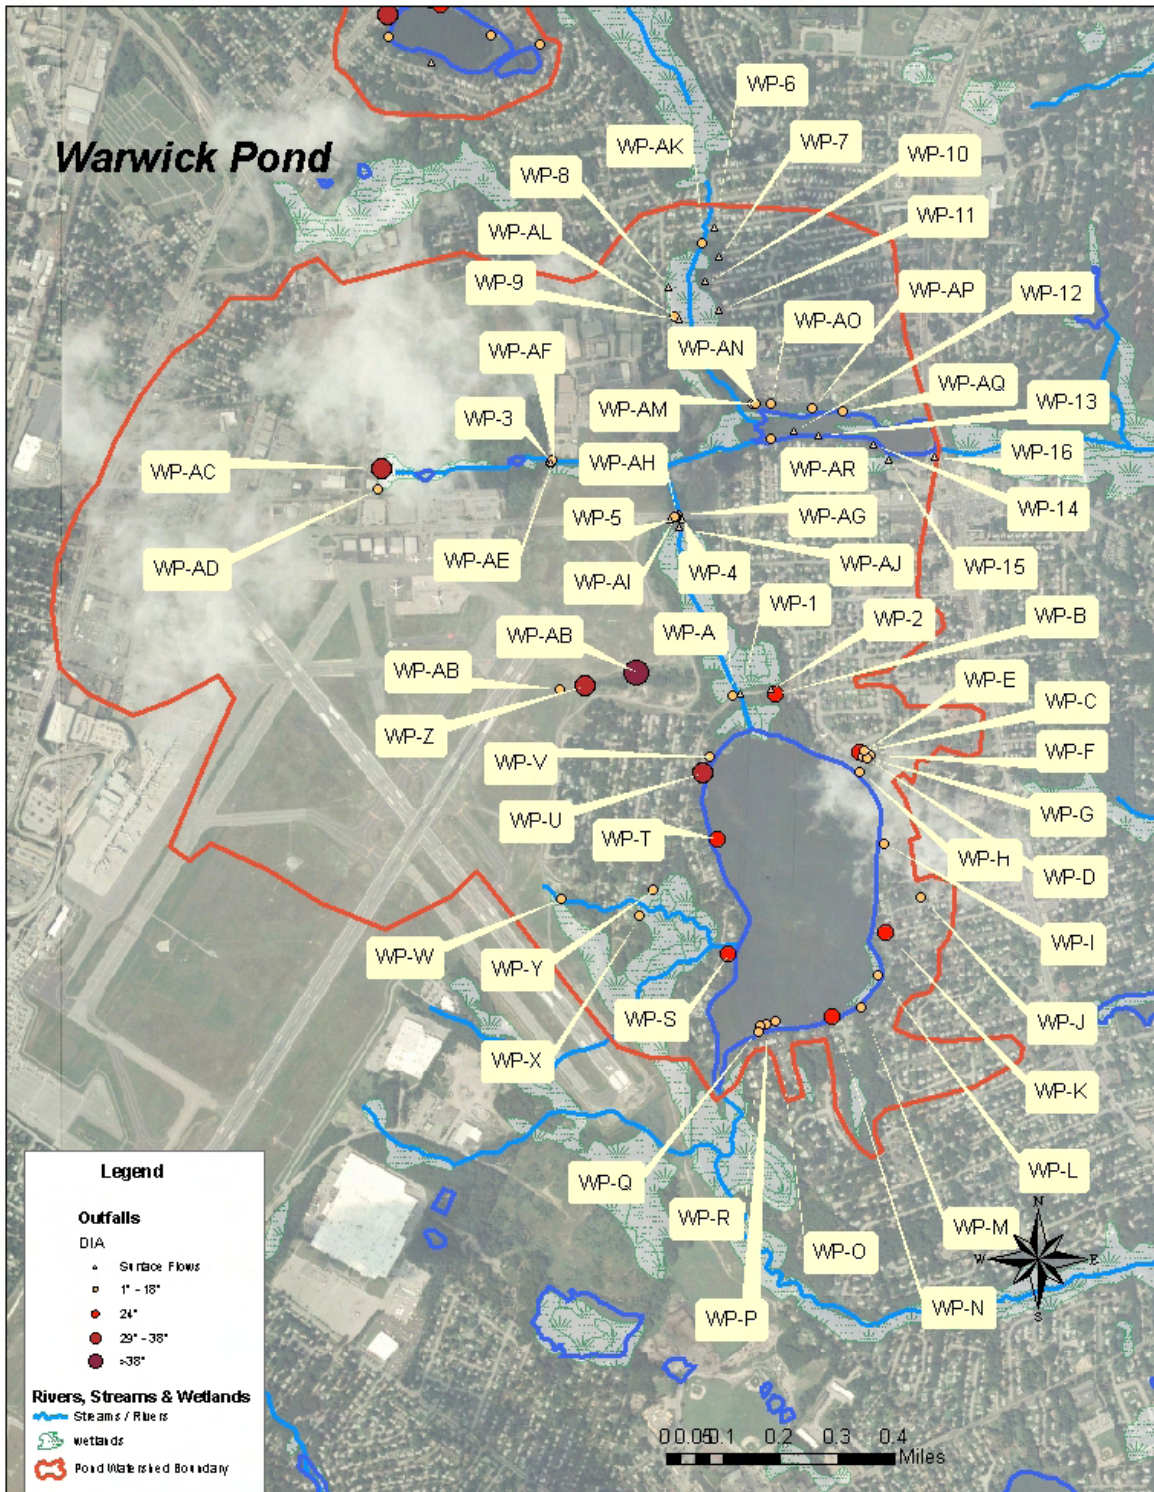 Warwick Pond
WP-6
WP-AK
WP-7
WP-10
WP-8
WP-11
WP-AL
WP-9
WP-AP
WP-12
WP-AO
WP-AF
WP-AN
WP-AM
WP-AQ
WP-13
WP-3
WP-AC
WP-AH
WP-AR
WP-16
WP-5
WP-AG
WP-14
WP-AD
WP-AE
WP-AI
WP-4
WP-AJ
WP-15
WP-1
WP-2
WP-B
WP-AB
WP-A
WP-AB
WP-E
WP-C
WP-Z
WP-F
WP-V
WP-G
WP-U
WP-T
WP-H
WP-D
WP-W
WP-Y
WP-I
WP-S
WP-J
WP-X
WP-K
WP-Q
WP-L
WP-R
WP-M
WP-O
WP-P
WP-N
N
W
E
S
Legend
Outfalls
DIA
Surface Flows
1" - 18"
24"
29" - 38"
>38"
Rivers, Streams & Wetlands
Streams / Rivers
wetlands
Pond Watershed Boundary
0 0.05 0.1 0.2 0.3 0.4
Miles